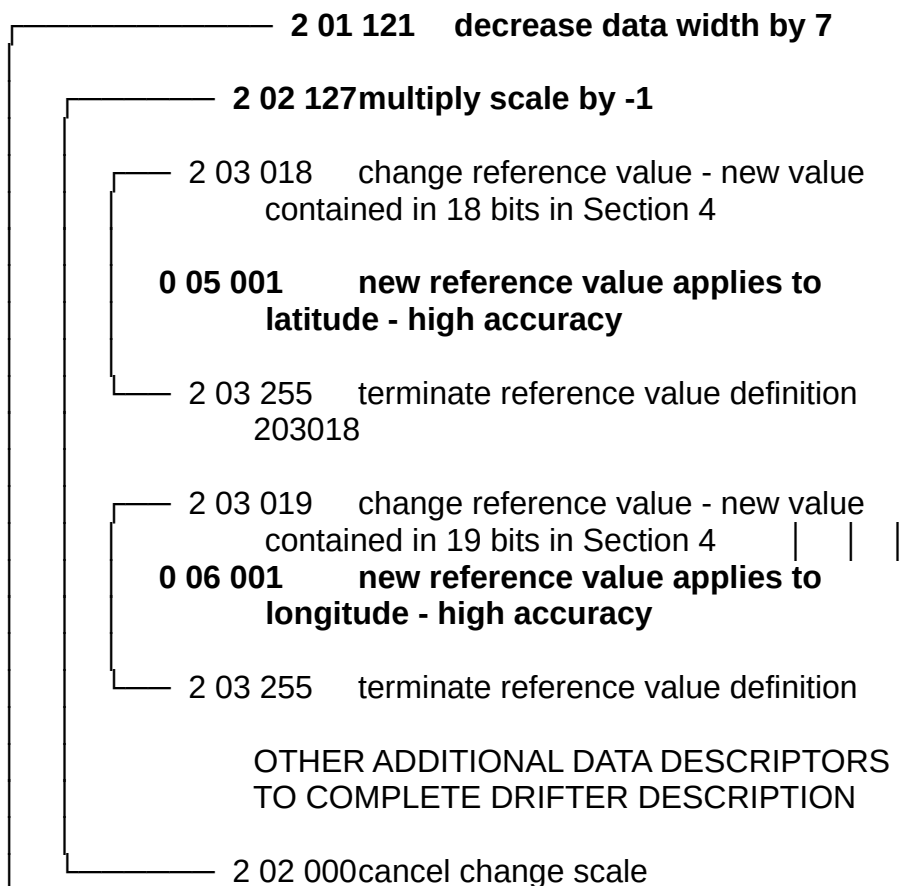 2 01 121 decrease data width by 7
2 02 127multiply scale by -1
2 03 018 change reference value - new value
contained in 18 bits in Section 4
0 05 001 new reference value applies to
latitude - high accuracy
2 03 255 terminate reference value definition
203018
2 03 019 change reference value - new value
contained in 19 bits in Section 4 │ │ │
0 06 001 new reference value applies to
longitude - high accuracy
2 03 255 terminate reference value definition
OTHER ADDITIONAL DATA DESCRIPTORS
TO COMPLETE DRIFTER DESCRIPTION
2 02 000cancel change scale